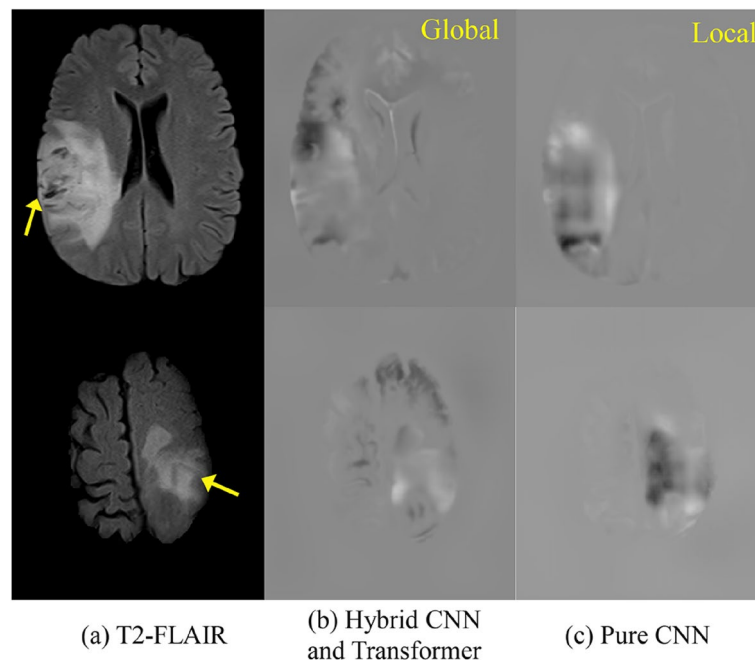 Global
Local
(a) T2-FLAIR
(b) Hybrid CNN
and Transformer
(c) Pure CNN